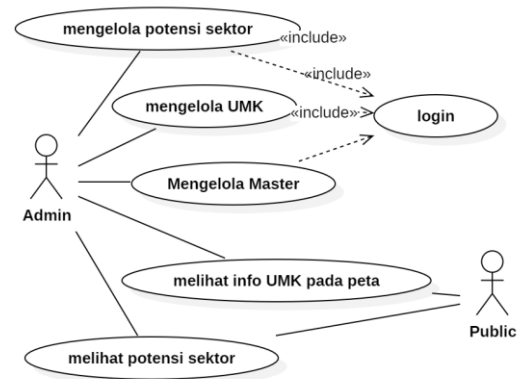 mengelola potensi sektor
«include»
«include»
mengelola UMK
«include»
login
Mengelola Master
Admin
melihat info UMK pada peta
Public
melihat potensi sektor